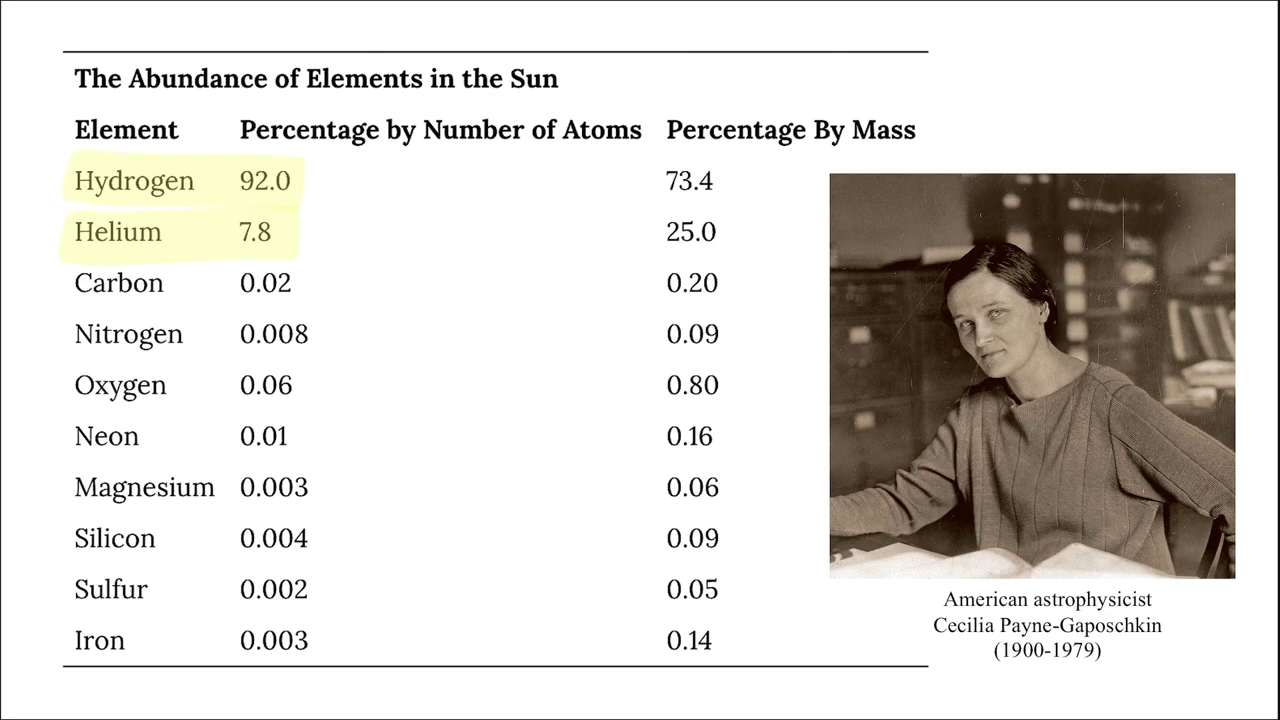 The Abundance of Elements in the Sun
Element Percentage by Number of Atoms Percentage By Mass
Hydrogen 92.0 73.4
Helium 7.8 25.0
Carbon 0.02 0.20
Nitrogen 0.008 0.09
Oxygen 0.06 0.80
Neon 0.01 0.16
Magnesium 0.003 0.06
Silicon 0.004 0.09
Sulfur 0.002 0.05
Iron 0.003 0.14
American astrophysicist
Cecilia Payne-Gaposchkin
(1900-1979)